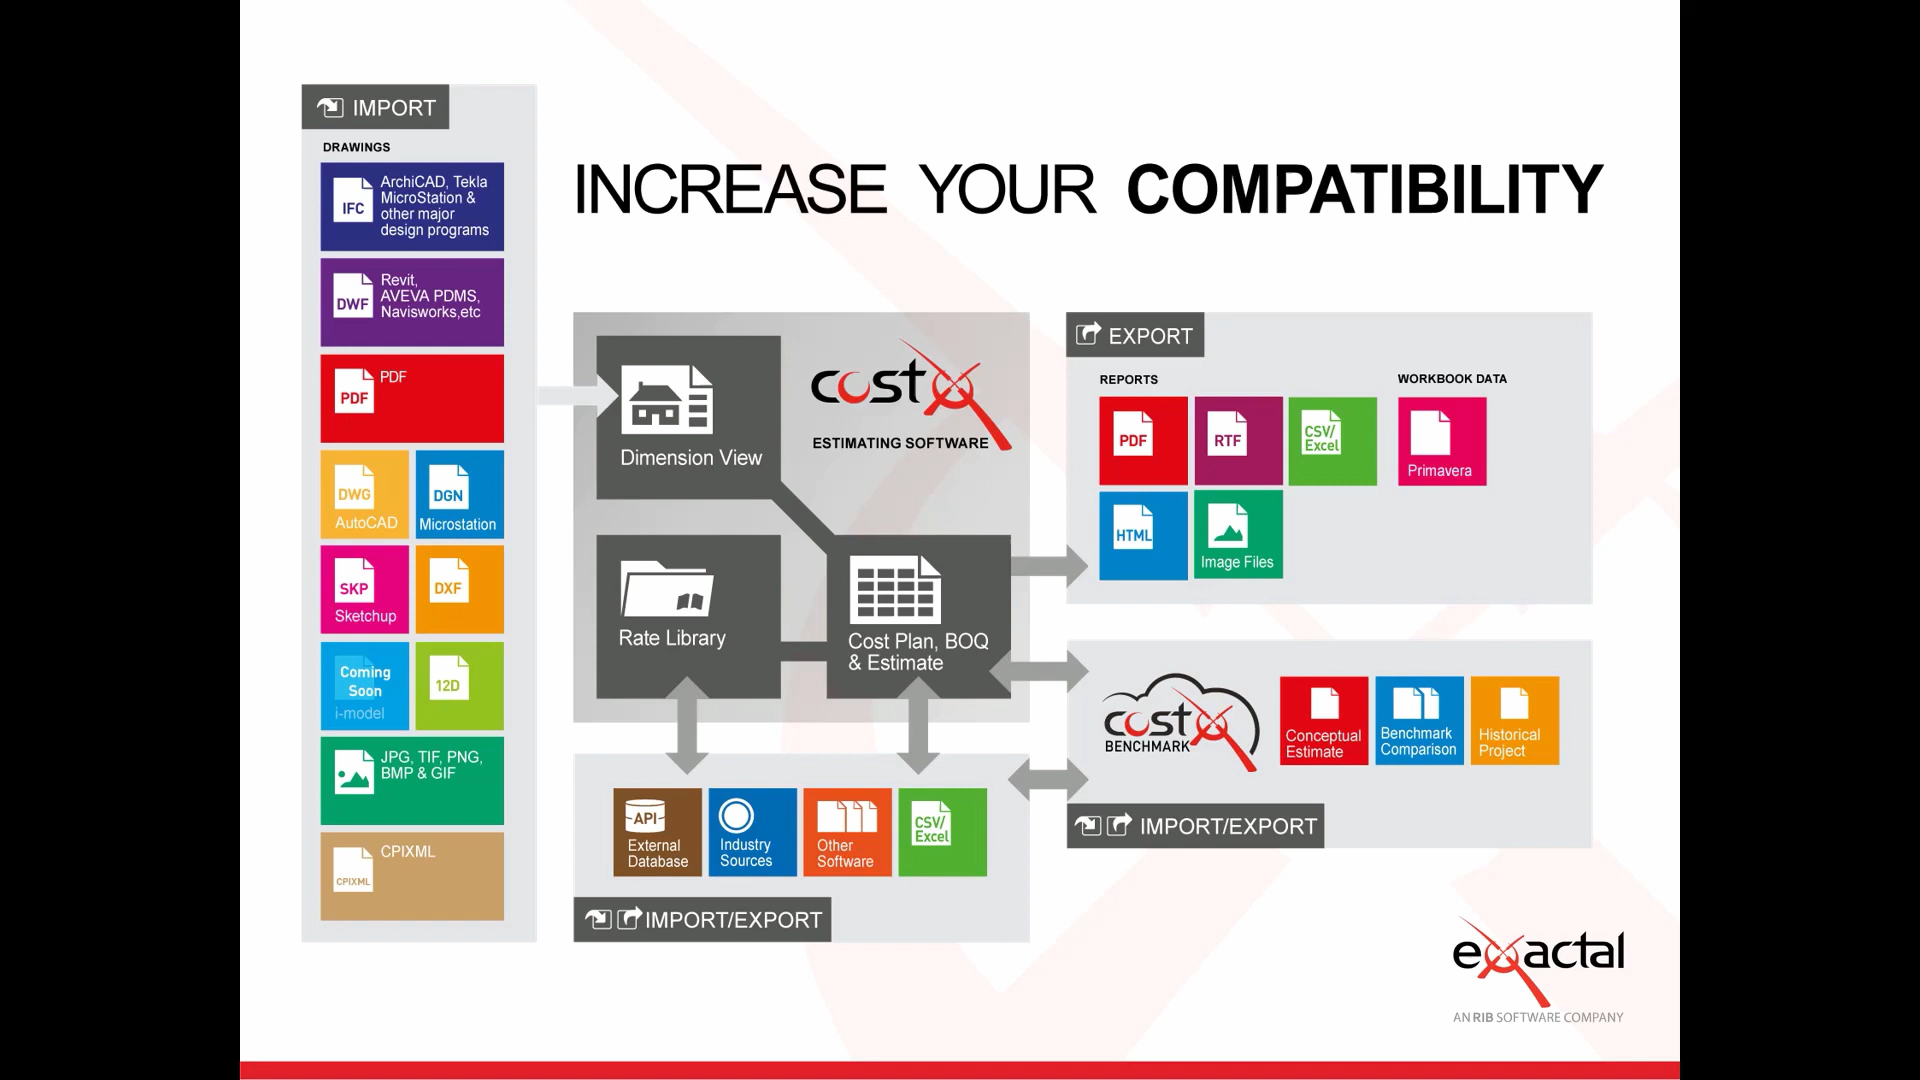 IMPORT
DRAWINGS
IFC
ArchiCAD, Tekla
MicroStation &
other major
design programs
DWF
Revit,
AVEVA PDMS,
Navisworks,etc
PDF
PDF
DWG
AutoCAD
DGN
Microstation
SKP
Sketchup
DXF
Coming
Soon
i-model
12D
JPG, TIF, PNG,
BMP & GIF
CPIXML
CPIXML
INCREASE YOUR COMPATIBILITY
Dimension View
costX
ESTIMATING SOFTWARE
Rate Library
Cost Plan, BOQ
& Estimate
API
External
Database
Industry
Sources
Other
Software
CSV/
Excel
IMPORT/EXPORT
EXPORT
REPORTS
WORKBOOK DATA
PDF
RTF
CSV/
Excel
Primavera
HTML
Image Files
costX
BENCHMARK
Conceptual
Estimate
Benchmark
Comparison
Historical
Project
IMPORT/EXPORT
exactal
AN RIB SOFTWARE COMPANY